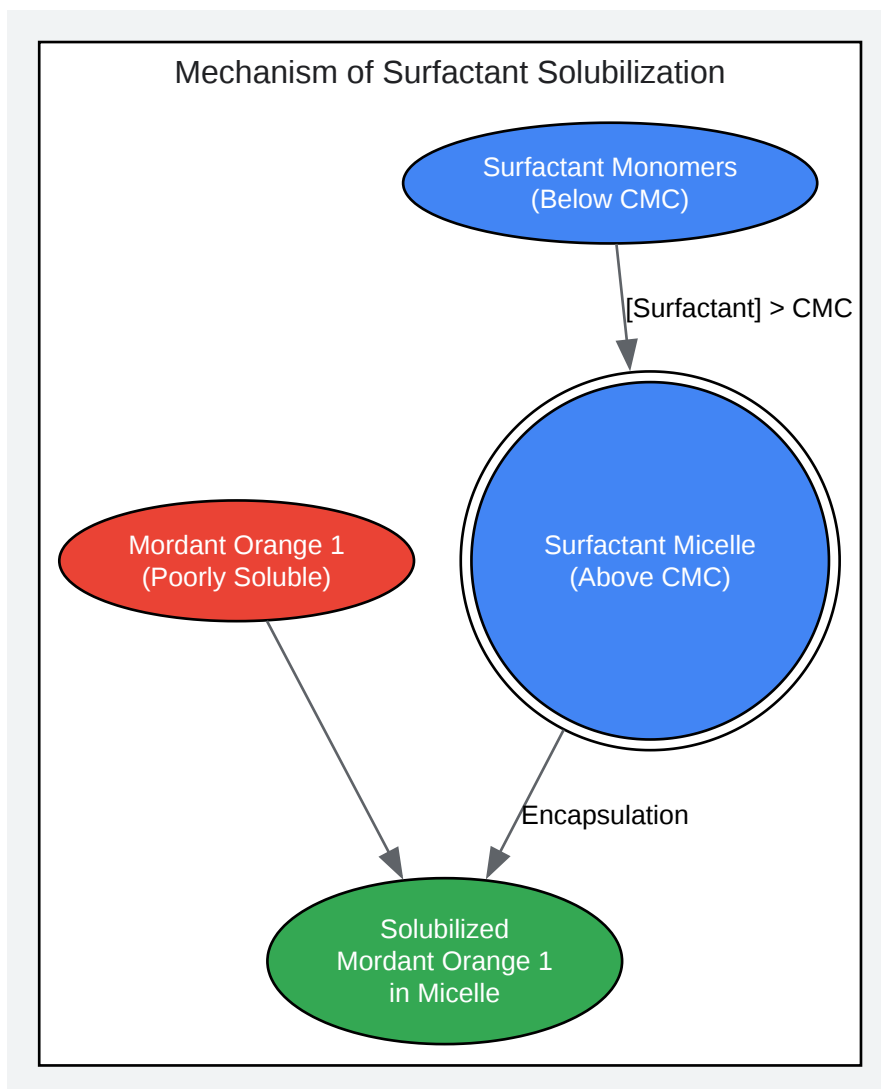 Mechanism of Surfactant Solubilization
Surfactant Monomers
(Below CMC)
[Surfactant] > CMC
Mordant Orange 1
(Poorly Soluble)
Surfactant Micelle
(Above CMC)
Encapsulation
Solubilized
Mordant Orange 1
in Micelle